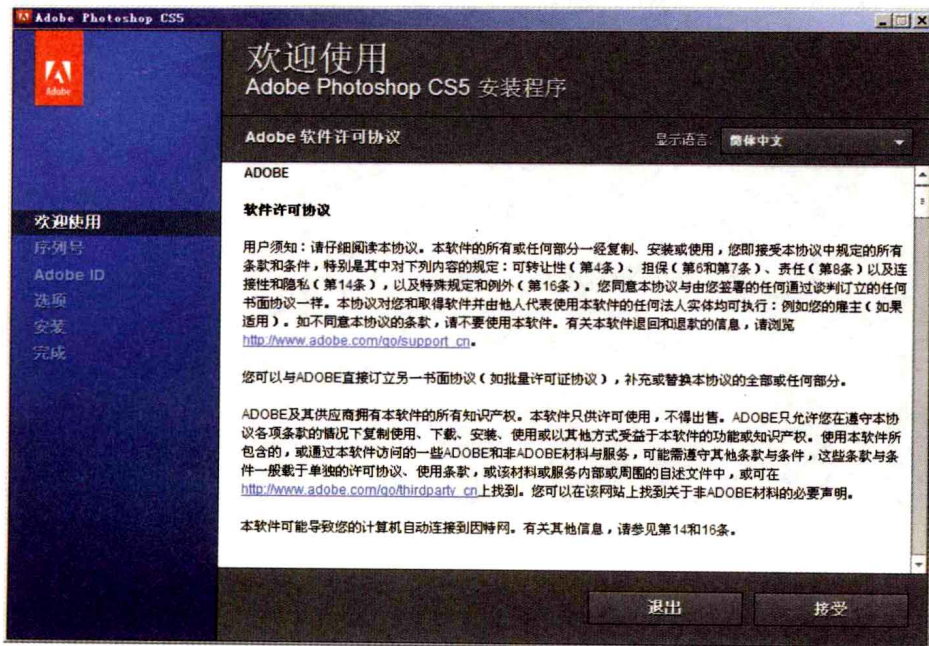 Adobe Photoshop CS5
Adobe
欢迎使用
Adobe Photoshop CS5 安装程序
Adobe 软件许可协议
显示语言
简体中文
欢迎使用
序列号
Adobe ID
选项
安装
完成
ADOBE
软件许可协议
用户须知：请仔细阅读本协议。本软件的所有或任何部分一经复制、安装或使用，您即接受本协议中规定的所有
条款和条件，特别是其中对下列内容的规定：可转让性（第4条）、担保（第6和第7条）、责任（第8条）以及连
接性和隐私（第14条），以及特殊规定和例外（第16条）。您同意本协议与由您签署的任何通过谈判订立的任何
书面协议一样。本协议对您和取得软件并由他人代表使用本软件的任何法人实体均可执行：例如您的雇主（如果
适用）。如不同意本协议的条款，请不要使用本软件。有关本软件退回和退款的信息，请浏览
http://www.adobe.com/go/support_cn。
您可以与ADOBE直接订立另一书面协议（如批量许可证协议），补充或替换本协议的全部或任何部分。
ADOBE及其供应商拥有本软件的所有知识产权。本软件只供许可使用，不得出售。ADOBE只允许您在遵守本协
议各项条款的情况下复制使用、下载、安装、使用或以其他方式受益于本软件的功能或知识产权。使用本软件所
包含的，或通过本软件访问的一些ADOBE和非ADOBE材料与服务，可能需遵守其他条款与条件，这些条款与条
件一般载于单独的许可协议、使用条款，或该材料或服务内部或周围的自述文件中，或可在
http://www.adobe.com/go/thirdparty_cn上找到。您可以在该网站上找到关于非ADOBE材料的必要声明。
本软件可能导致您的计算机自动连接到因特网。有关其他信息，请参见第14和16条。
退出
接受